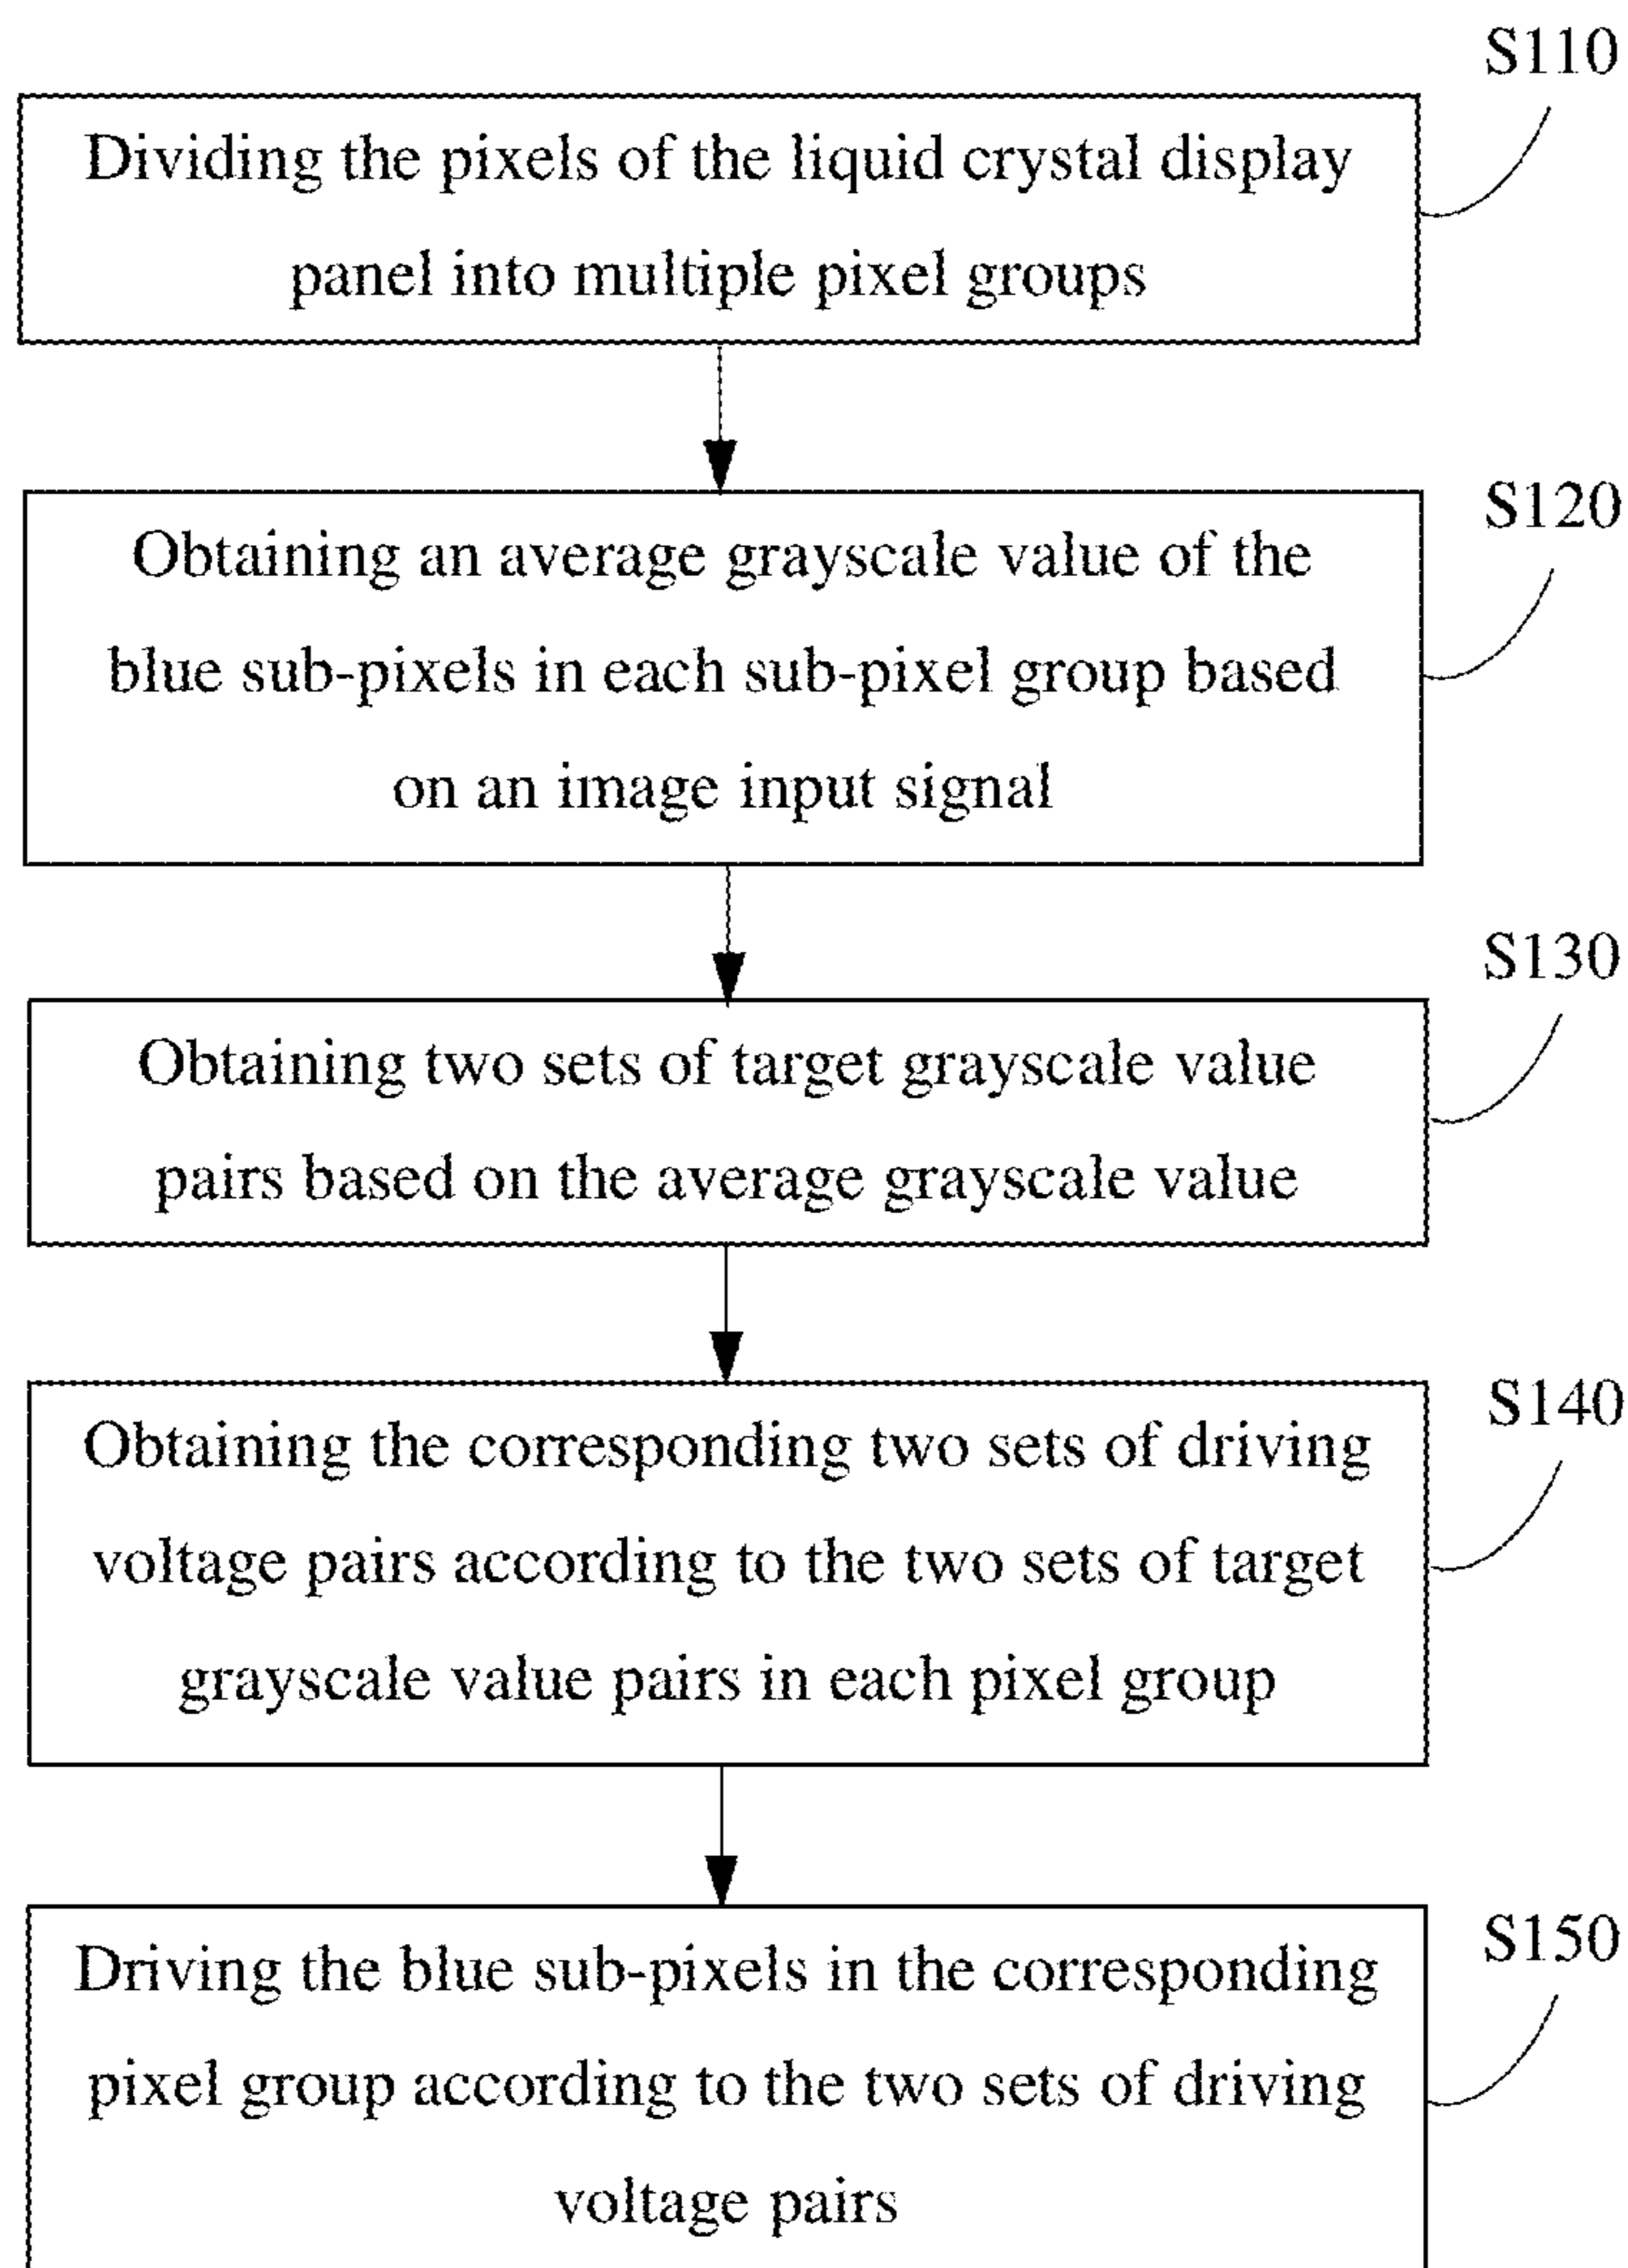 S110
Dividing the pixels of the liquid crystal display
panel into multiple pixel groups
S120
Obtaining an average grayscale value of the
blue sub-pixels in each sub-pixel group based
on an image input signal
S130
Obtaining two sets of target grayscale value
pairs based on the average grayscale value
S140
Obtaining the corresponding two sets of driving
voltage pairs according to the two sets of target
grayscale value pairs in each pixel group
S150
Driving the blue sub-pixels in the corresponding
pixel group according to the two sets of driving
voltage pairs